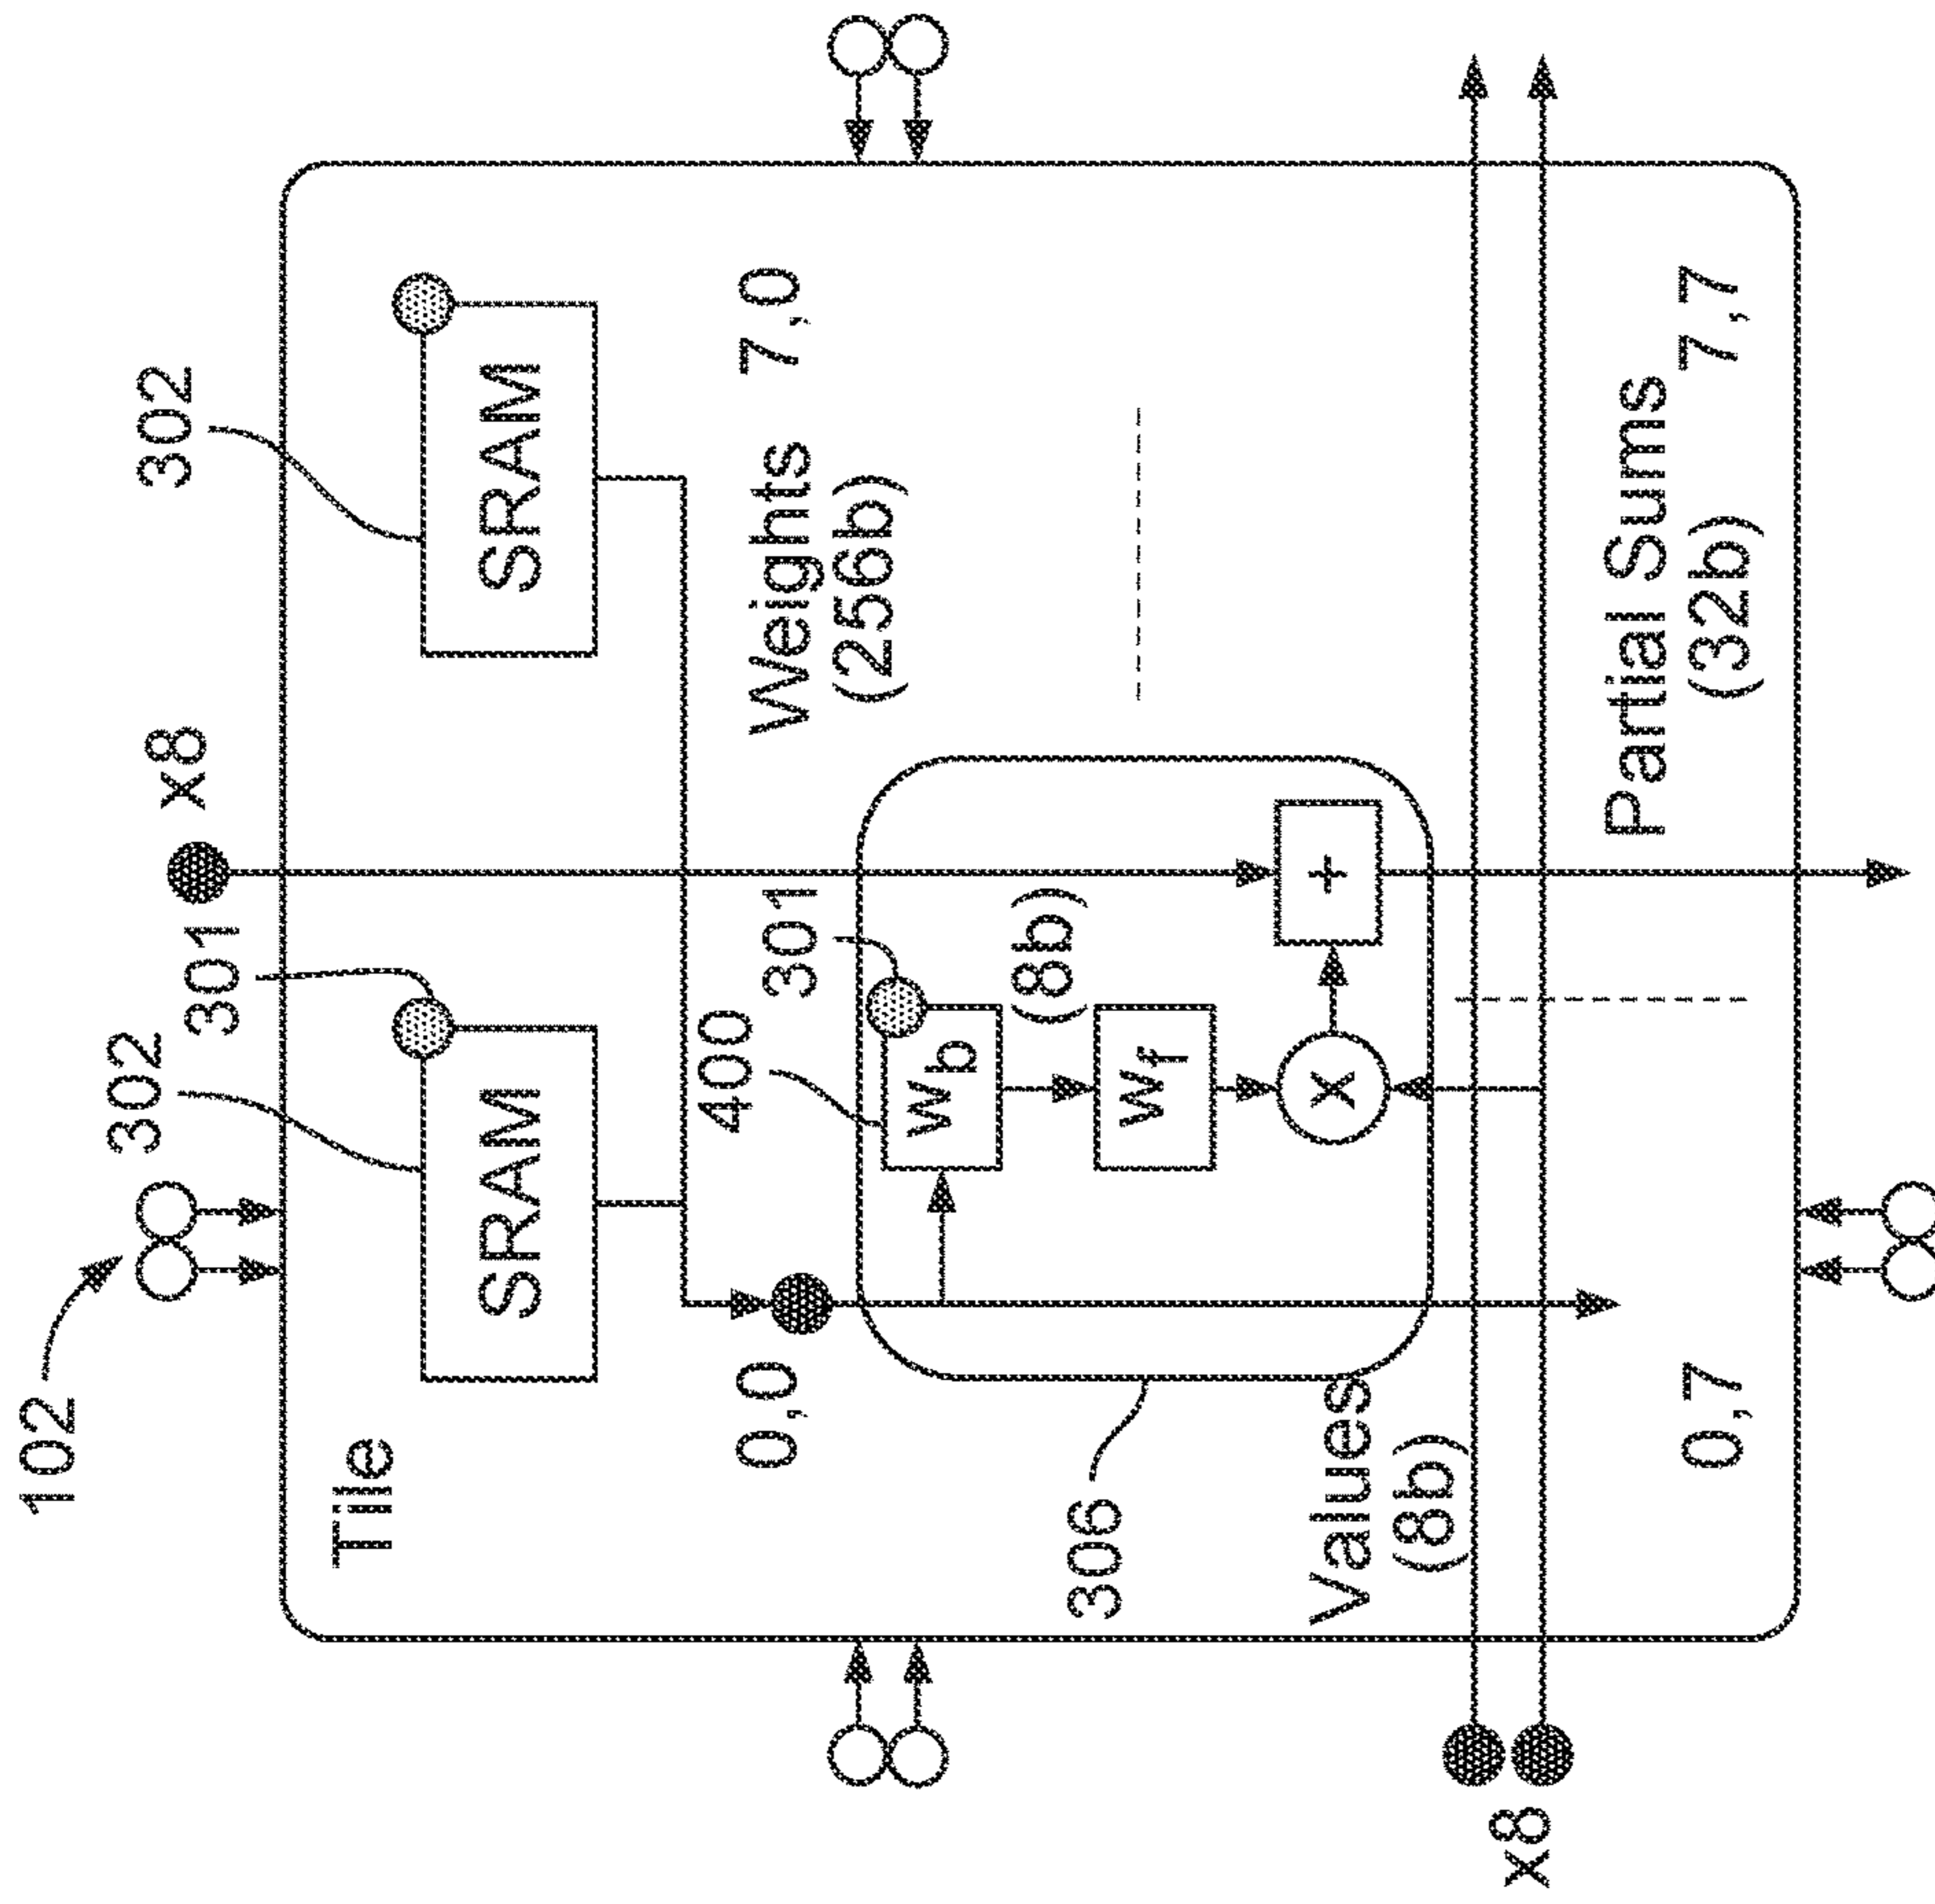 102
302
301
x8
302
Tile
SRAM
SRAM
0,0
400
301
Weights
(256b)
7,0
w_b
(8b)
306
w_f
x
+
Values
(8b)
x8
Partial Sums
(32b)
0,7
7,7